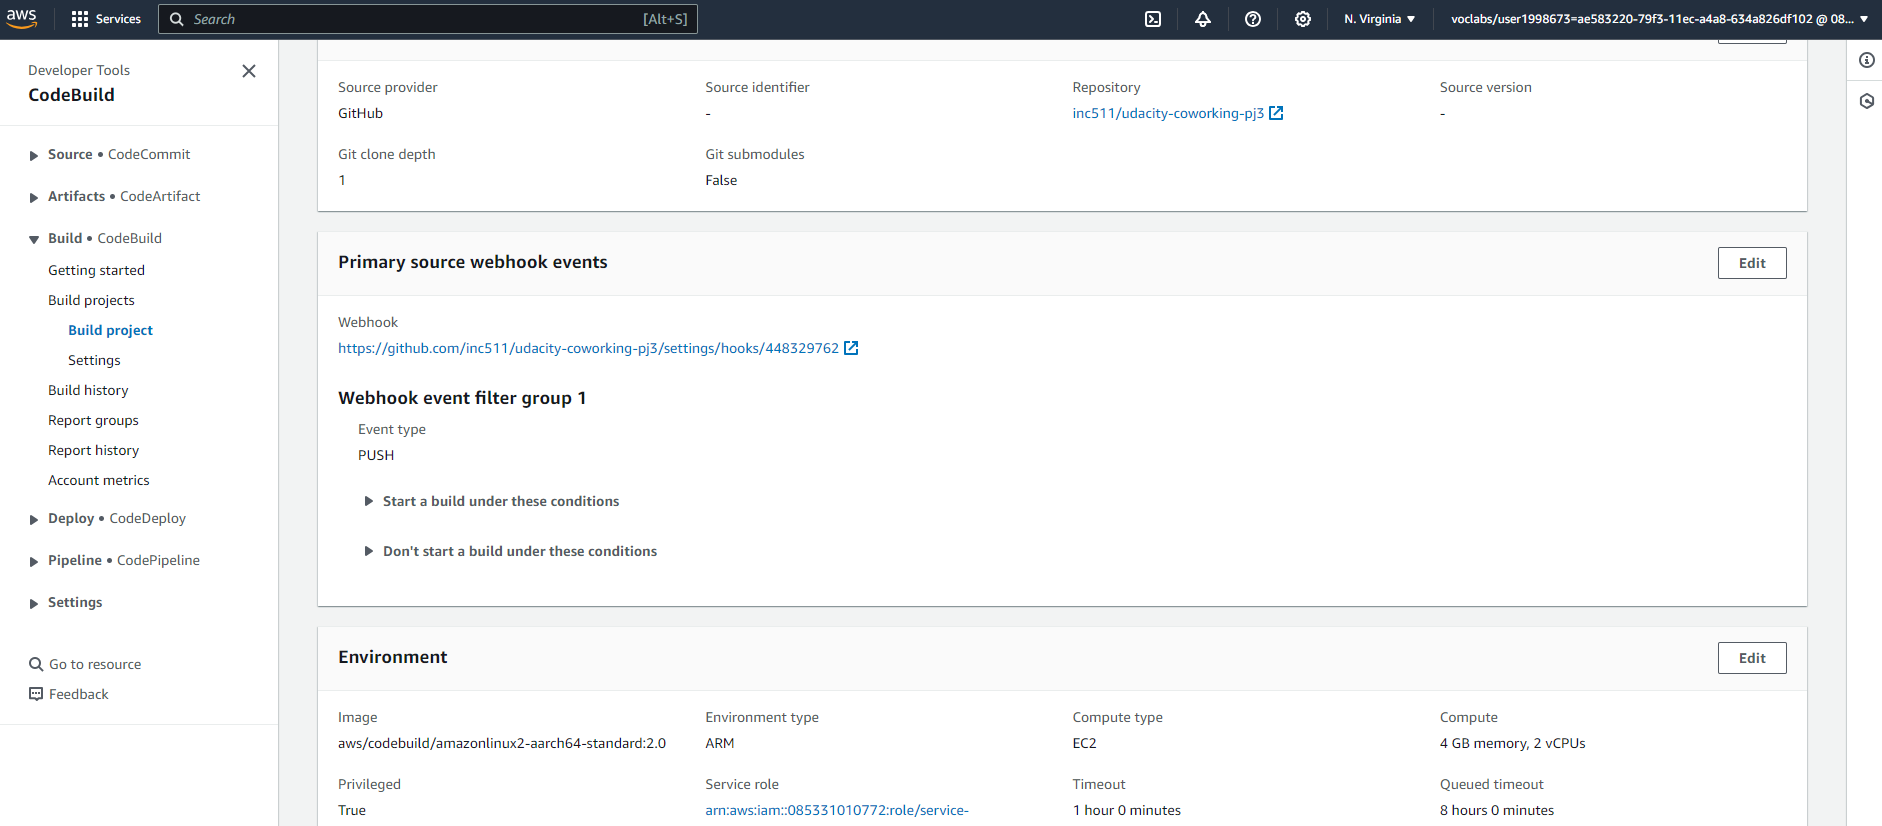 aws
Services
Search
[Alt+S]
N. Virginia
voclabs/user1998673=ae583220-79f3-11ec-a4a8-634a826df102 @ 08...
Developer Tools
CodeBuild
Source • CodeCommit
Artifacts • CodeArtifact
Build • CodeBuild
Getting started
Build projects
Build project
Settings
Build history
Report groups
Report history
Account metrics
Deploy • CodeDeploy
Pipeline • CodePipeline
Settings
Go to resource
Feedback
Source provider
GitHub
Source identifier
-
Repository
inc511/udacity-coworking-pj3
Source version
-
Git clone depth
1
Git submodules
False
Primary source webhook events
Edit
Webhook
https://github.com/inc511/udacity-coworking-pj3/settings/hooks/448329762
Webhook event filter group 1
Event type
PUSH
Start a build under these conditions
Don't start a build under these conditions
Environment
Edit
Image
aws/codebuild/amazonlinux2-aarch64-standard:2.0
Environment type
ARM
Compute type
EC2
Compute
4 GB memory, 2 vCPUs
Privileged
True
Service role
arn:aws:iam::085331010772:role/service-
Timeout
1 hour 0 minutes
Queued timeout
8 hours 0 minutes